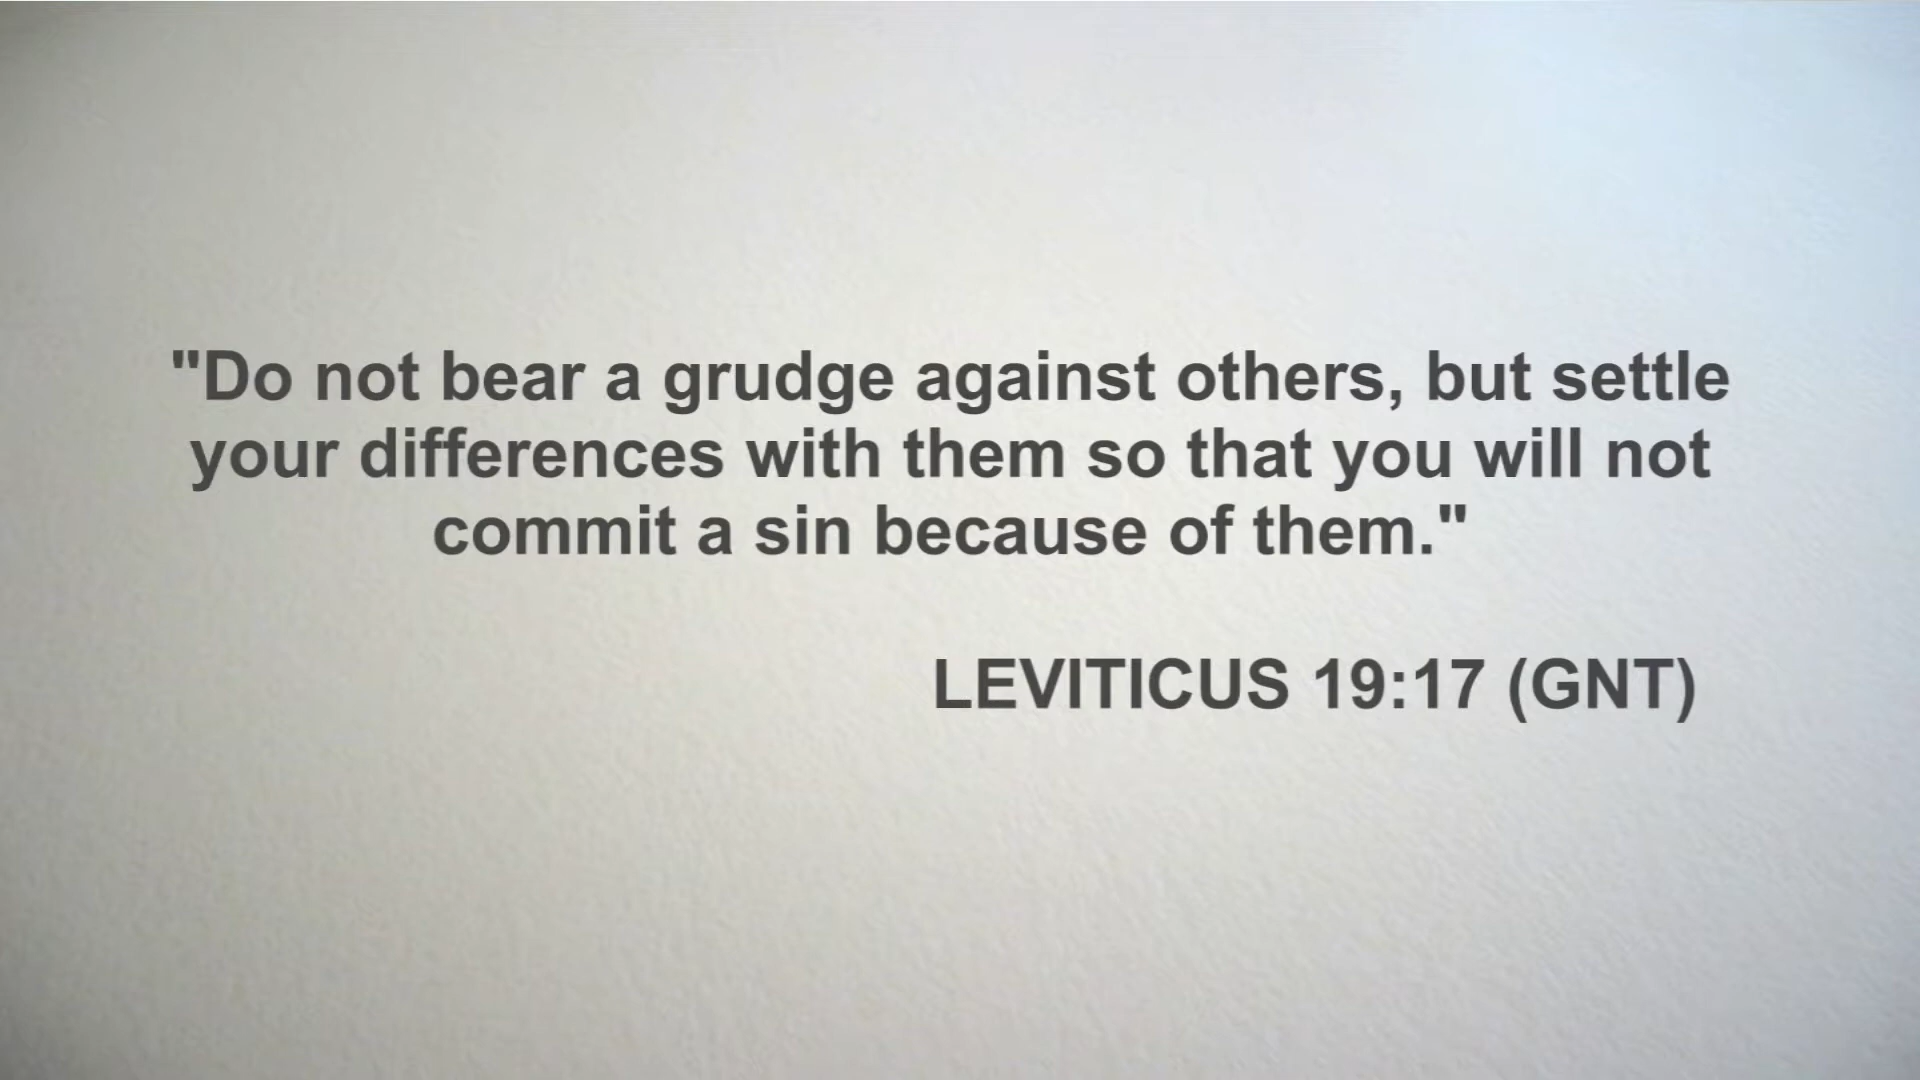 "Do not bear a grudge against others, but settle
your differences with them so that you will not
commit a sin because of them."
LEVITICUS 19:17 (GNT)